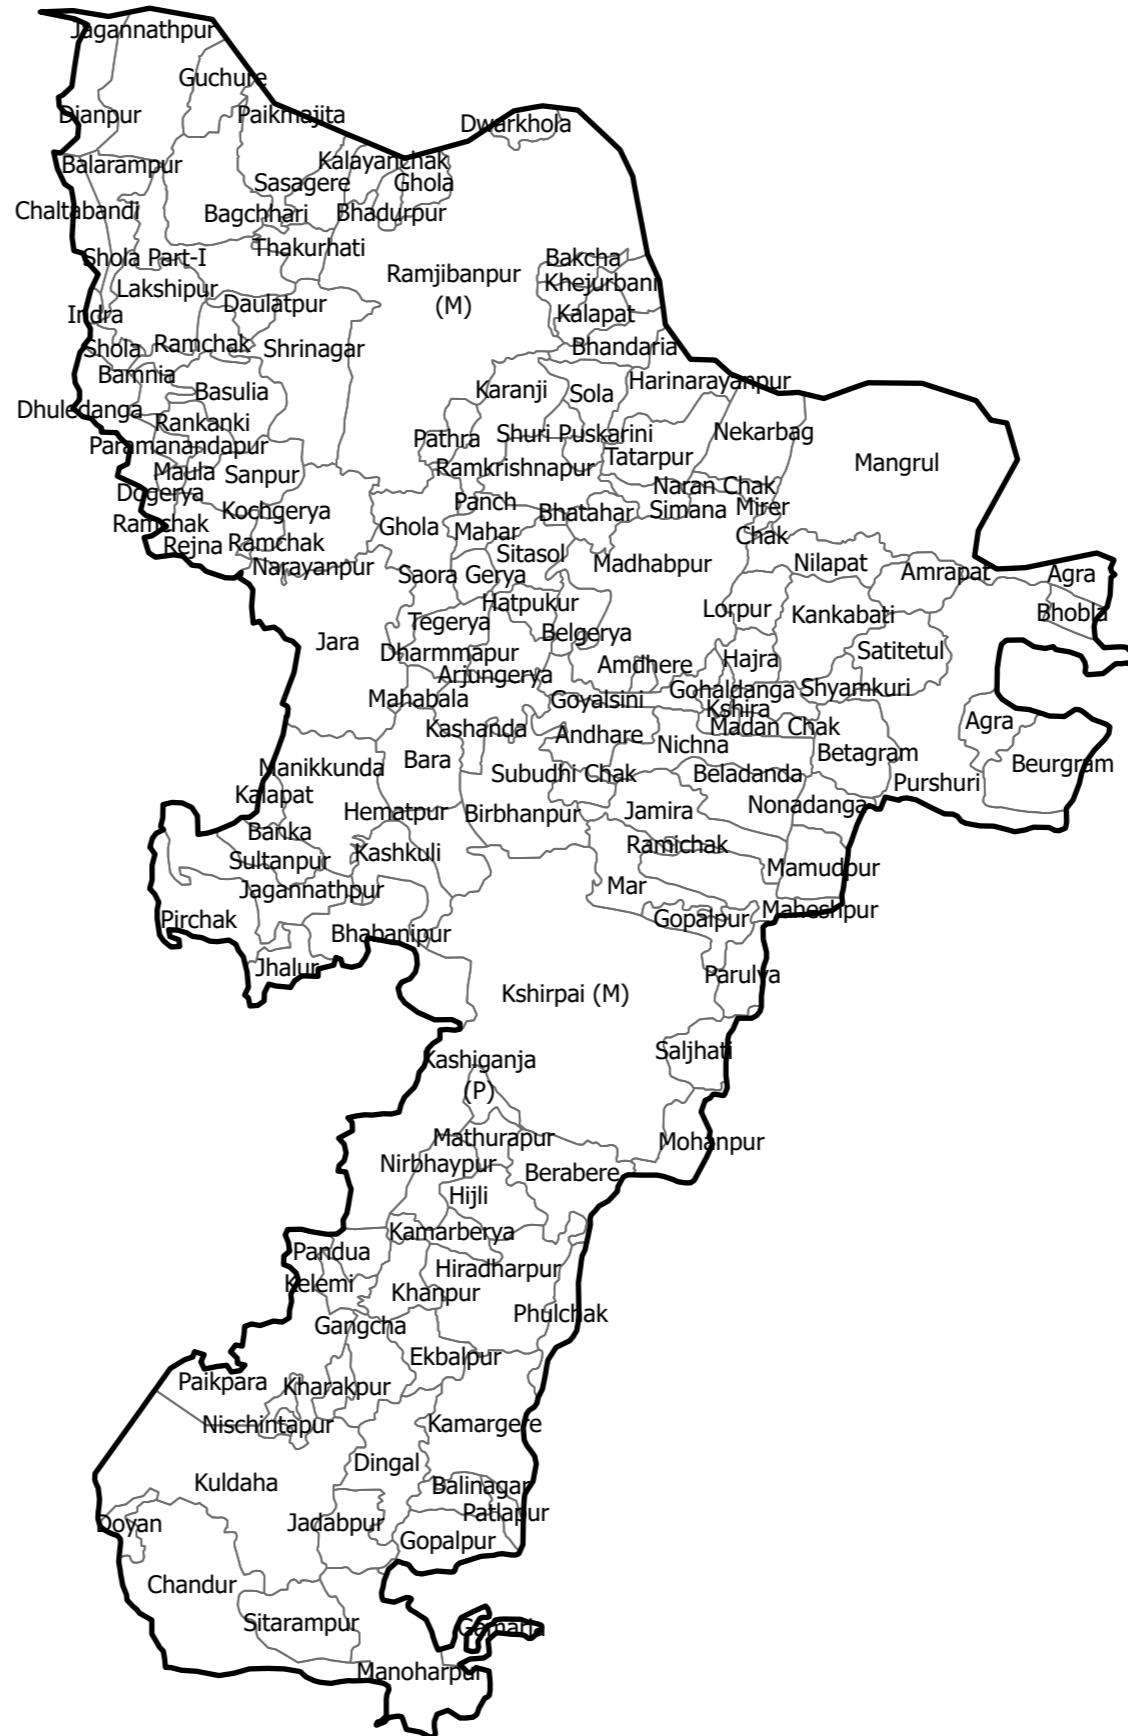 Jagannathpur
Guchure
Dianpur
Paikmajita
Dwarkhola
Balarampur
Kalayanchak
Sasagere
Ghola
Chaltabandi
Bagchhari
Bhadurpur
Thakurhati
Shola Part-I
Bakcha
Ramjibanpur
(M)
Khejurbani
Lakshipur
Daulatpur
Indra
Kalapat
Shola
Ramchak
Shrinagar
Bhandaria
Bamnia
Basulia
Karanji
Sola
Harinarayanpur
Dhuledanga
Rankanki
Pathra
Shuri Puskarini
Nekarbag
Paramanandapur
Tatarpur
Mangrul
Maula
Sanpur
Ramkrishnapur
Dogerya
Naran Chak
Kochgerya
Panch
Mahar
Bhatahar
Simana
Mirer
Chak
Ramchak
Ghola
Rejna
Ramchak
Sitasol
Narayanpur
Madhabpur
Nilapat
Saora
Gerya
Amrapat
Agra
Hatpukur
Lorpur
Kankabati
Bhobla
Tegerya
Belgerya
Jara
Dharmmapur
Amdhere
Hajra
Satitetul
Arjungerya
Mahabala
Goyalsini
Gohaldanga
Shyamkuri
Kshira
Kashanda
Andhare
Madan Chak
Agra
Nichna
Bara
Betagram
Manikkunda
Subudhi Chak
Beladanda
Beurgram
Purshuri
Kalapat
Hematpur
Birbhanpur
Jamira
Nonadanga
Banka
Ramichak
Sultanpur
Kashkuli
Mamudpur
Jagannathpur
Mar
Pirchak
Gopalpur
Maheshpur
Bhabanipur
Jhalur
Parulya
Kshirpai (M)
Saljhati
Kashiganja
(P)
Mathurapur
Mohanpur
Nirbhaypur
Berabere
Hijli
Kamarberya
Pandua
Hiradharpur
Kelemi
Khanpur
Phulchak
Gangcha
Ekbalpur
Paikpara
Kharakpur
Nischintapur
Kamargere
Dingal
Kuldaha
Balinagar
Patlapur
Doyan
Jadabpur
Gopalpur
Chandur
Sitarampur
Gamaria
Manoharpur